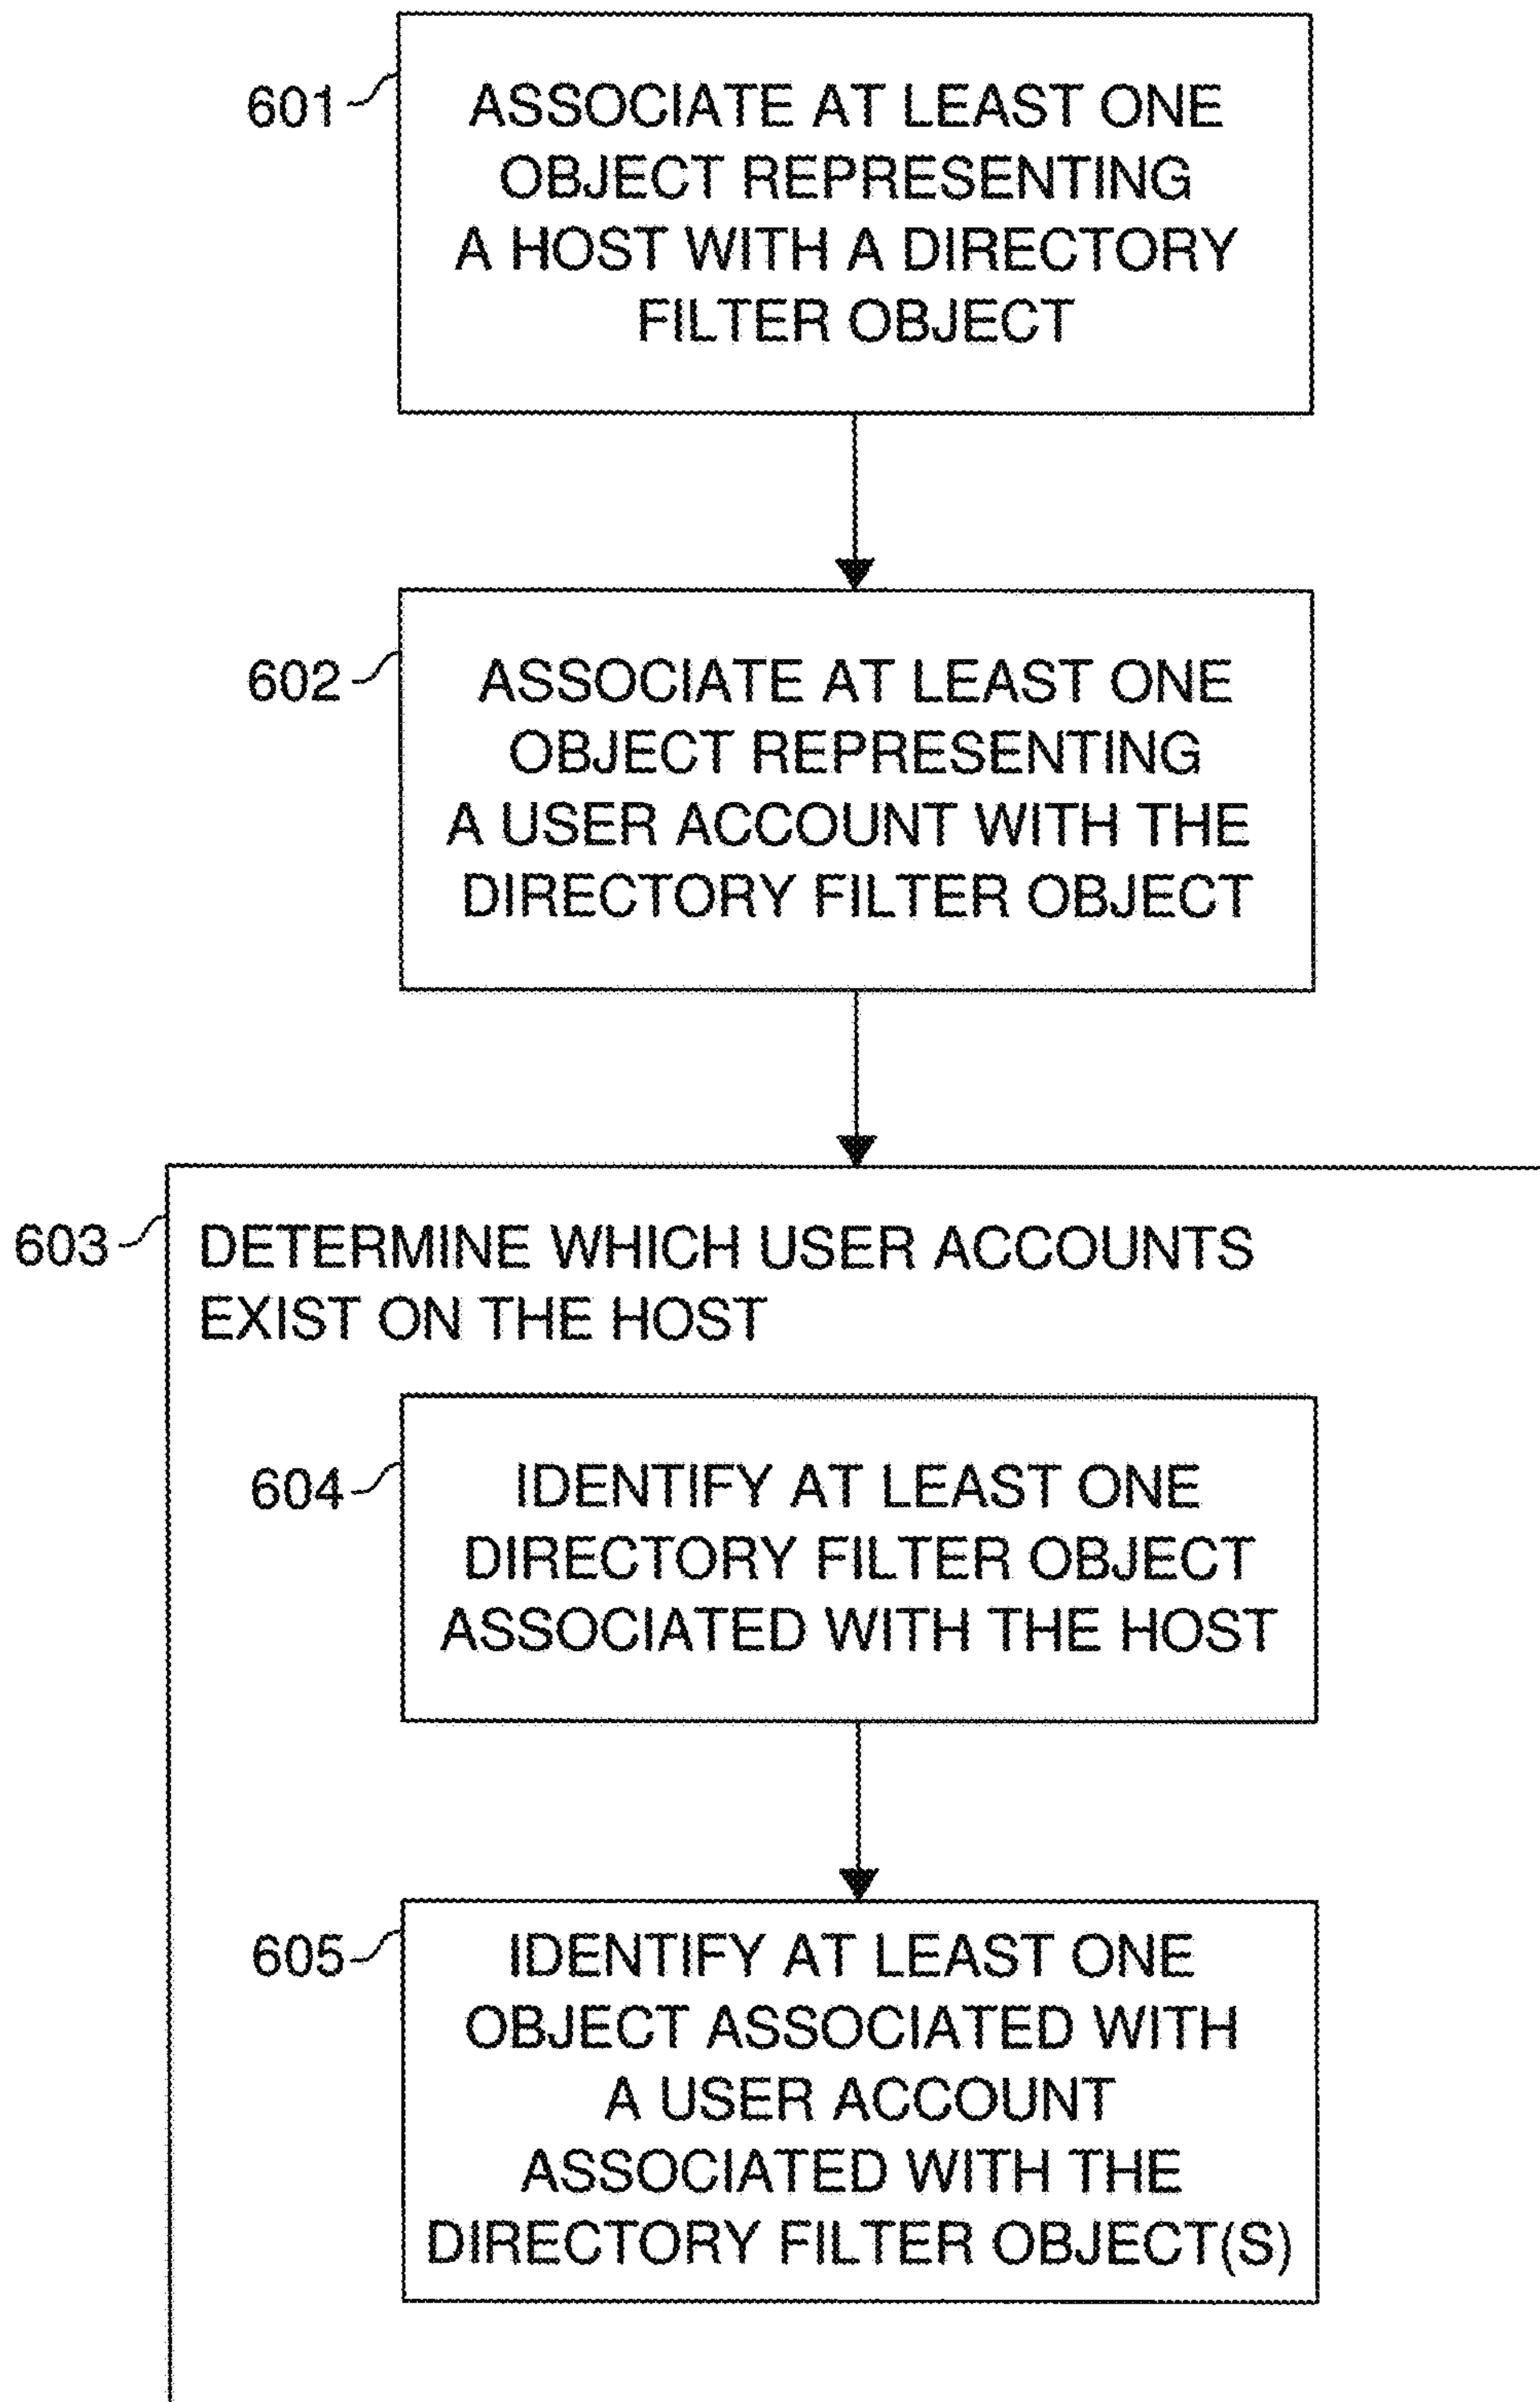 601
ASSOCIATE AT LEAST ONE
OBJECT REPRESENTING
A HOST WITH A DIRECTORY
FILTER OBJECT
602
ASSOCIATE AT LEAST ONE
OBJECT REPRESENTING
A USER ACCOUNT WITH THE
DIRECTORY FILTER OBJECT
603
DETERMINE WHICH USER ACCOUNTS
EXIST ON THE HOST
604
IDENTIFY AT LEAST ONE
DIRECTORY FILTER OBJECT
ASSOCIATED WITH THE HOST
605
IDENTIFY AT LEAST ONE
OBJECT ASSOCIATED WITH
A USER ACCOUNT
ASSOCIATED WITH THE
DIRECTORY FILTER OBJECT(S)